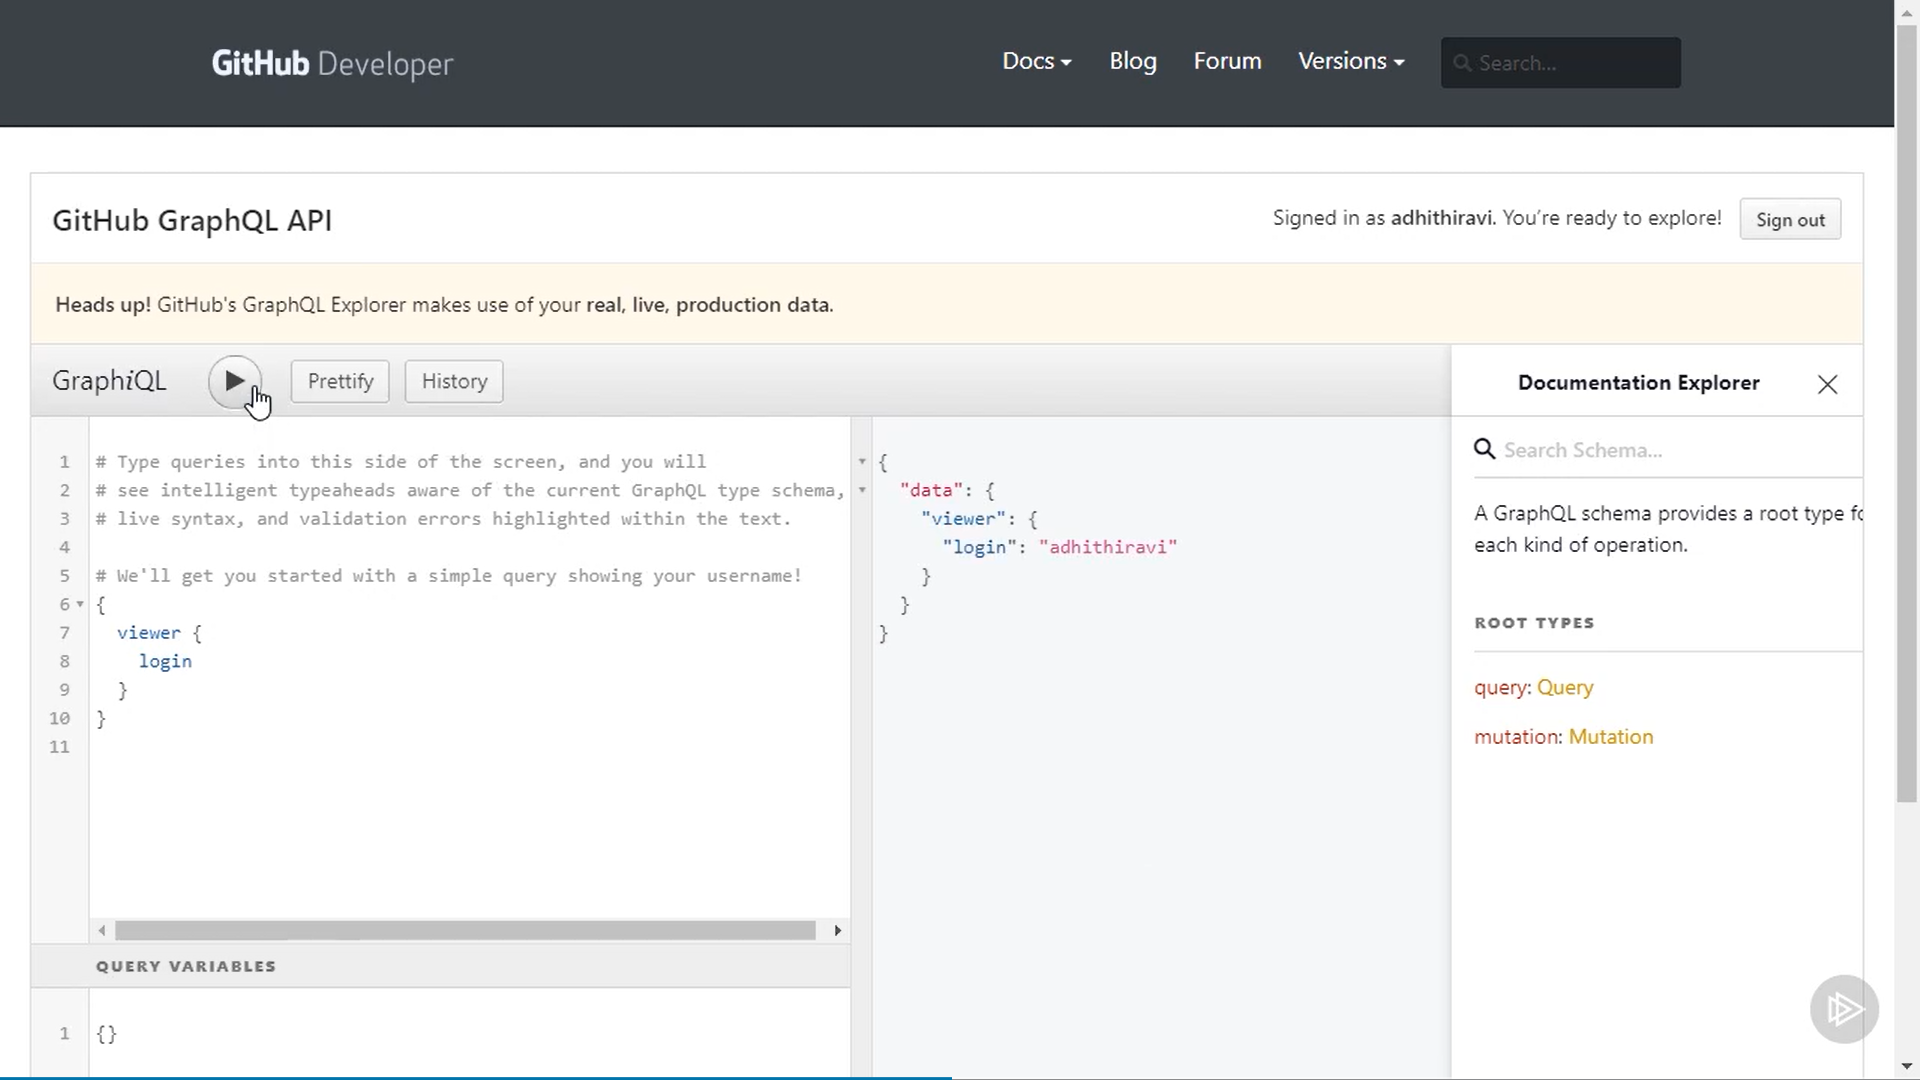 GitHub Developer
Docs
Blog
Forum
Versions
Search...
GitHub GraphQL API
Signed in as adhithiravi. You're ready to explore!
Sign out
Heads up! GitHub's GraphQL Explorer makes use of your real, live, production data.
GraphiQL
Prettify
History
Documentation Explorer
1 # Type queries into this side of the screen, and you will
2 # see intelligent typeaheads aware of the current GraphQL type schema,
3 # live syntax, and validation errors highlighted within the text.
4
5 # We'll get you started with a simple query showing your username!
6 {
7 viewer {
8 login
9 }
10 }
11
{
"data": {
"viewer": {
"login": "adhithiravi"
}
}
}
Search Schema...
A GraphQL schema provides a root type fo
each kind of operation.
ROOT TYPES
query: Query
mutation: Mutation
QUERY VARIABLES
1 {}